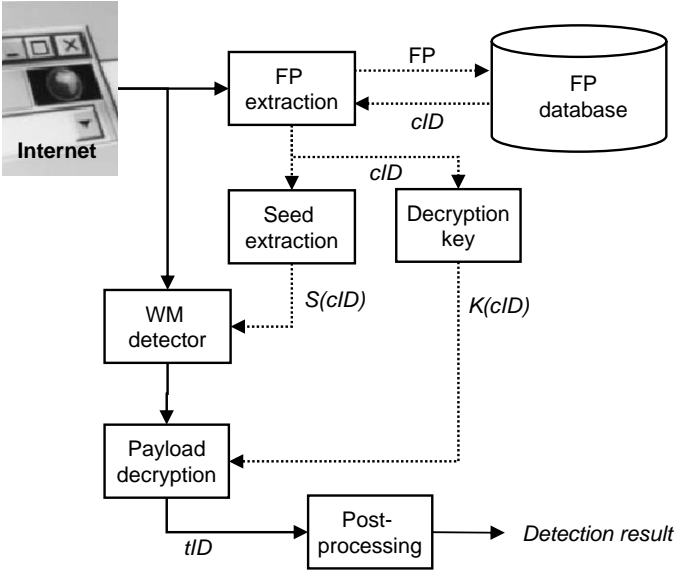 Internet
FP
extraction
FP
cID
FP
database
cID
Seed
extraction
Decryption
key
S(cID)
K(cID)
WM
detector
Payload
decryption
tID
Post-
processing
Detection result